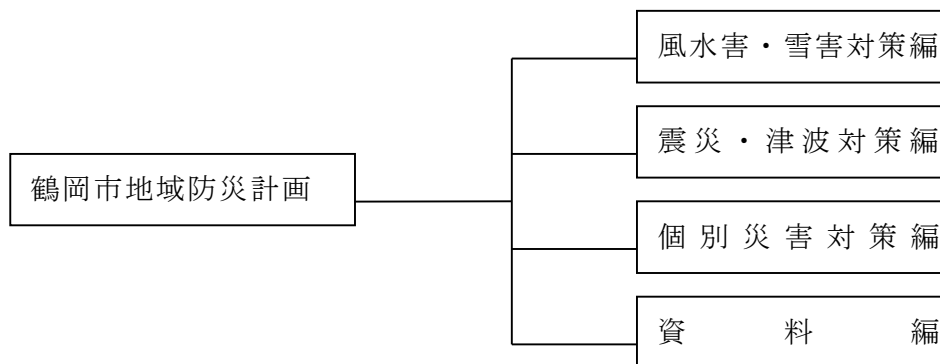 風水害・雪害対策編
震災・津波対策編
鶴岡市地域防災計画
個別災害対策編
資料編